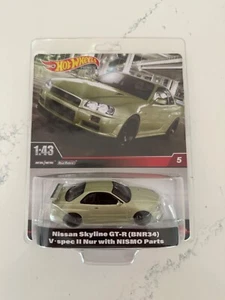 Hot Wheels
1:43
5
Nissan Skyline GT-R (BNR34)
V·spec II Nur with NISMO Parts